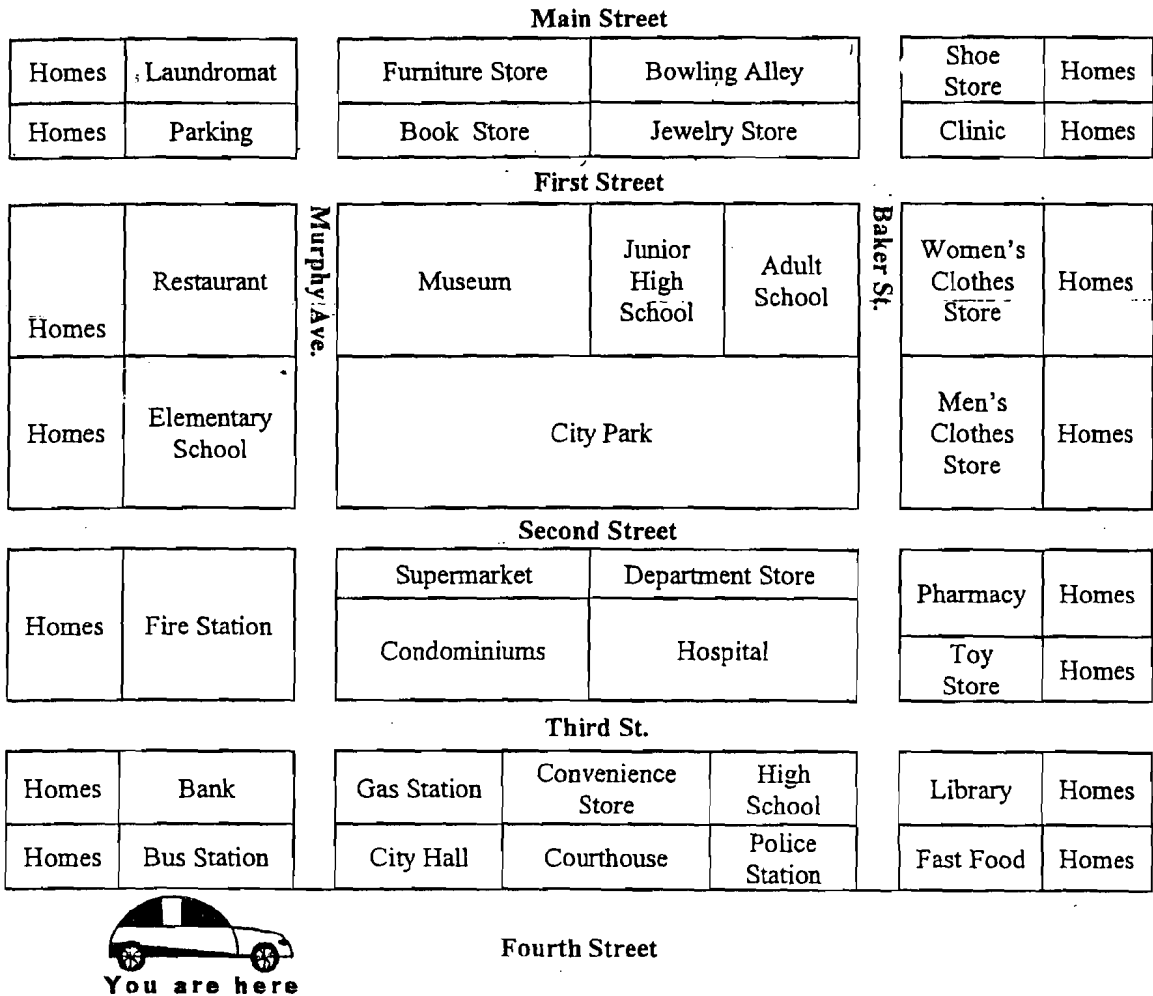 Main Street
Homes Laundromat Furniture Store Bowling Alley Shoe Store Homes
Homes Parking Book Store Jewelry Store Clinic Homes
First Street
Murphy Ave.
Baker St.
Homes Restaurant Museum Junior High School Adult School Women's Clothes Store Homes
Homes Elementary School City Park Men's Clothes Store Homes
Second Street
Homes Fire Station Supermarket Department Store Pharmacy Homes
Condominiums Hospital Toy Store Homes
Third St.
Homes Bank Gas Station Convenience Store High School Library Homes
Homes Bus Station City Hall Courthouse Police Station Fast Food Homes
Fourth Street
You are here